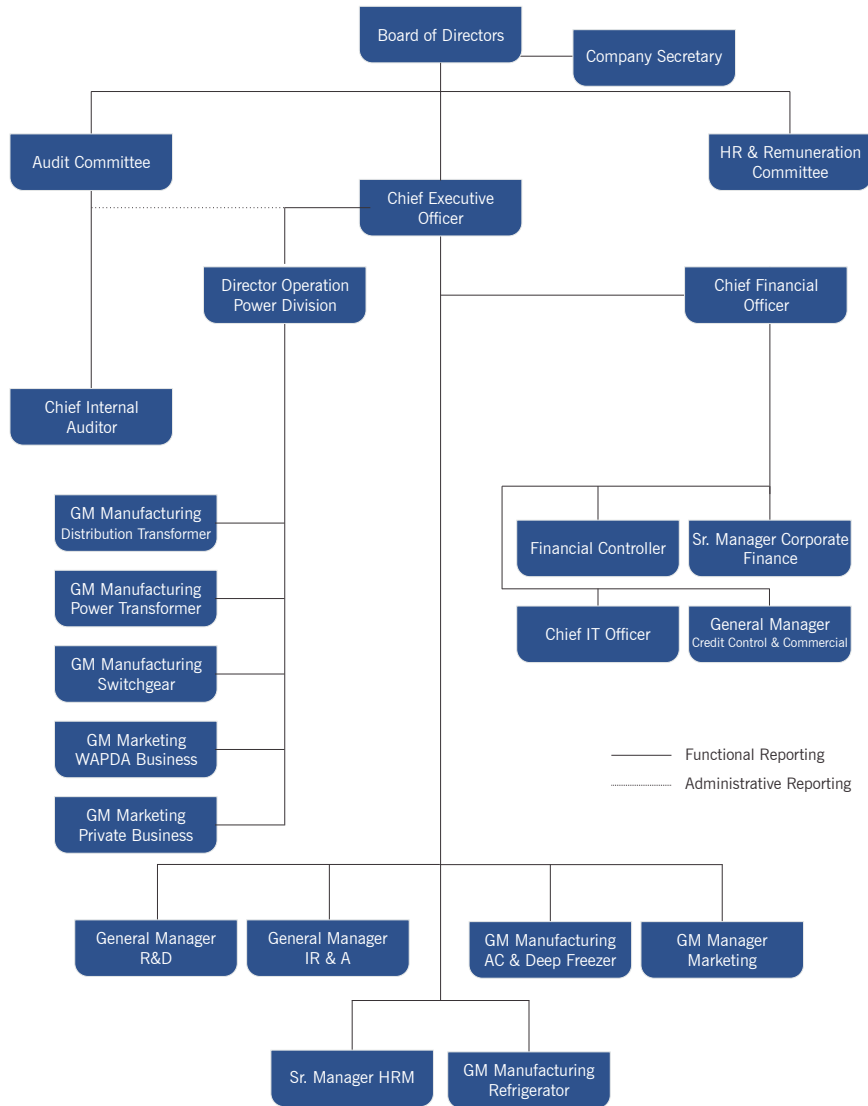 Board of Directors
Company Secretary
Audit Committee
HR & Remuneration
Committee
Chief Executive
Officer
Director Operation
Power Division
Chief Financial
Officer
Chief Internal
Auditor
GM Manufacturing
Distribution Transformer
Financial Controller
Sr. Manager Corporate
Finance
GM Manufacturing
Power Transformer
Chief IT Officer
General Manager
Credit Control & Commercial
GM Manufacturing
Switchgear
GM Marketing
WAPDA Business
Functional Reporting
Administrative Reporting
GM Marketing
Private Business
General Manager
R&D
General Manager
IR & A
GM Manufacturing
AC & Deep Freezer
GM Manager
Marketing
Sr. Manager HRM
GM Manufacturing
Refrigerator